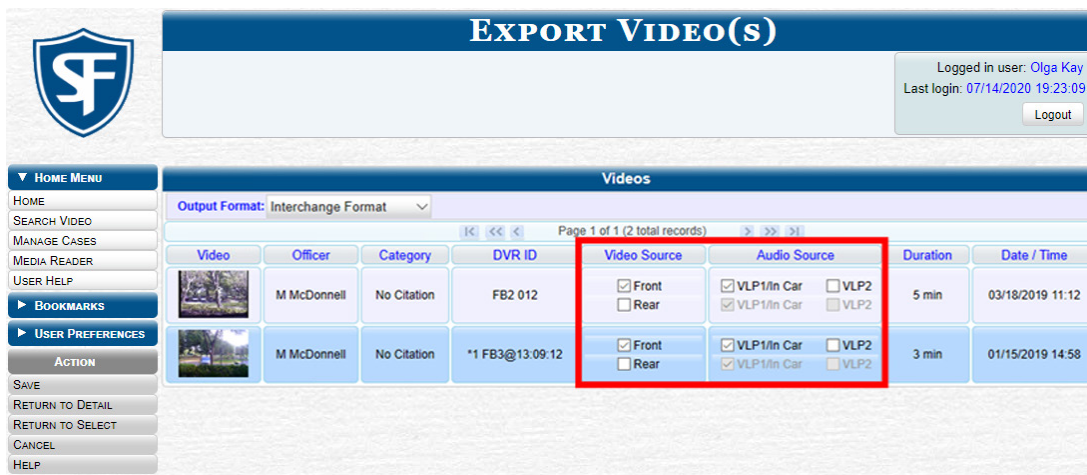 EXPORT VIDEO(S)
SF
Logged in user: Olga Kay
Last login: 07/14/2020 19:23:09
Logout
▼ HOME MENU
HOME
SEARCH VIDEO
MANAGE CASES
MEDIA READER
USER HELP
► BOOKMARKS
► USER PREFERENCES
ACTION
SAVE
RETURN TO DETAIL
RETURN TO SELECT
CANCEL
HELP
Videos
Output Format: Interchange Format
Page 1 of 1 (2 total records)
Video Officer Category DVR ID Video Source Audio Source Duration Date / Time
M McDonnell No Citation FB2 012 Front VLP1/In Car VLP2 5 min 03/18/2019 11:12
Rear VLP1/In Car VLP2
M McDonnell No Citation *1 FB3@13:09:12 Front VLP1/In Car VLP2 3 min 01/15/2019 14:58
Rear VLP1/In Car VLP2